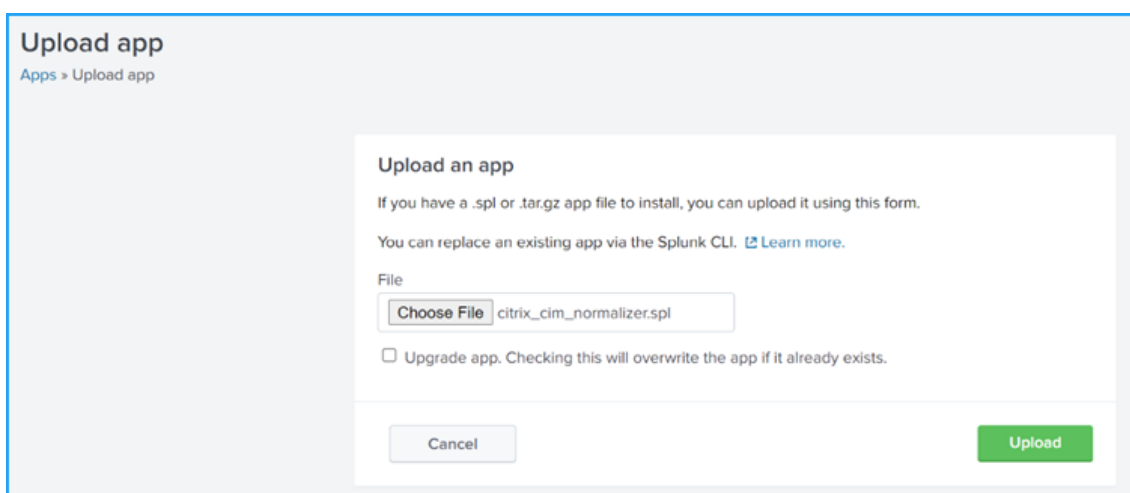 Upload app
Apps » Upload app
Upload an app
If you have a .spl or .tar.gz app file to install, you can upload it using this form.
You can replace an existing app via the Splunk CLI. Learn more.
File
Choose File citrix_cim_normalizer.spl
Upgrade app. Checking this will overwrite the app if it already exists.
Cancel Upload